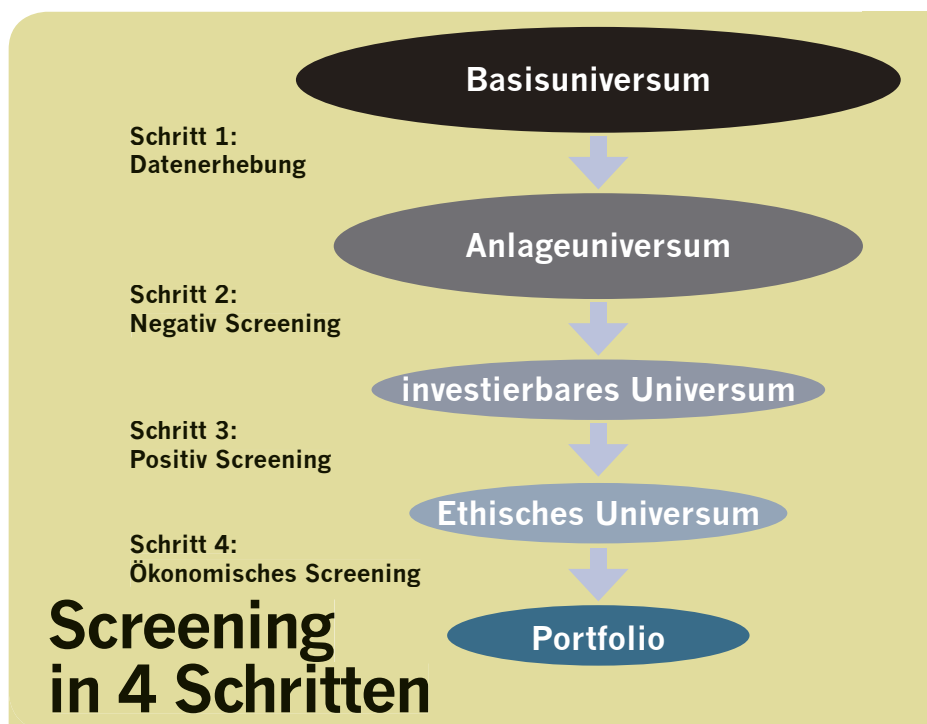 Basisuniversum
Schritt 1:
Datenerhebung
Anlageuniversum
Schritt 2:
Negativ Screening
investierbares Universum
Schritt 3:
Positiv Screening
Ethisches Universum
Schritt 4:
Ökonomisches Screening
Portfolio
Screening
in 4 Schritten